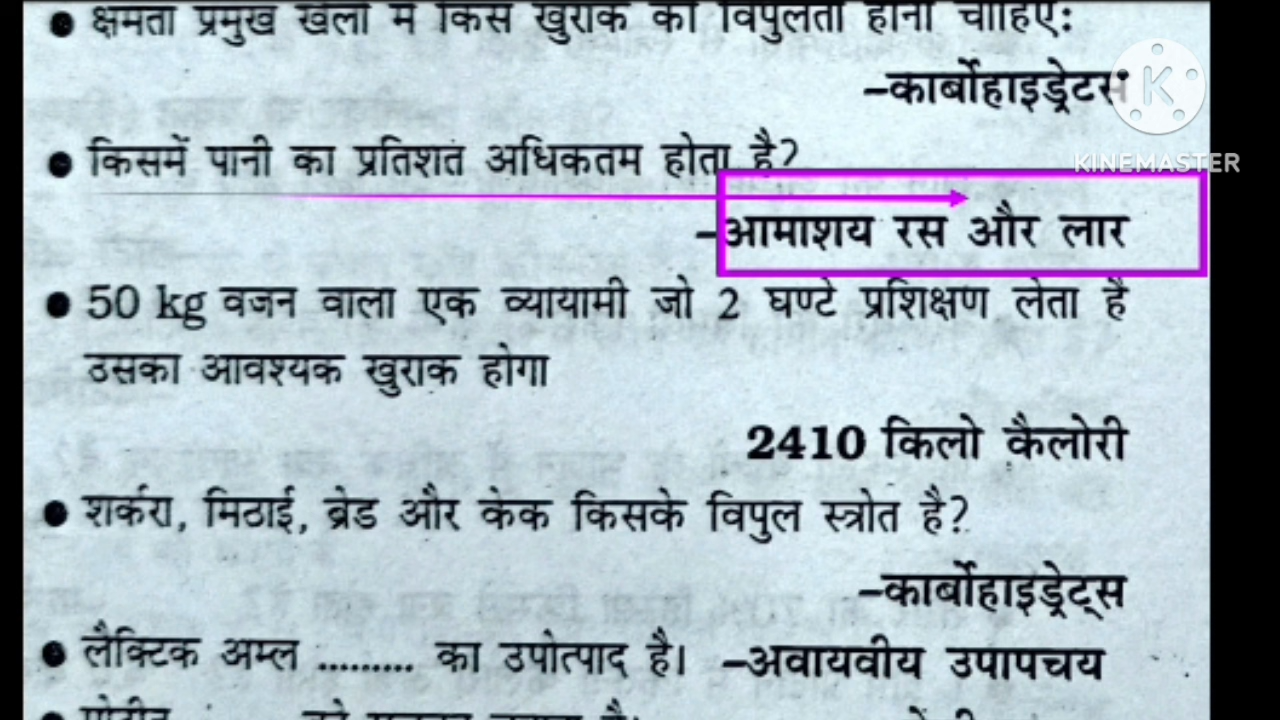 ● क्षमता प्रमुख खेलों में किस खुराक की विपुलता होनी चाहिए:
–कार्बोहाइड्रेटस
KINEMASTER
● किसमें पानी का प्रतिशत अधिकतम होता है?
–आमाशय रस और लार
● 50 kg वजन वाला एक व्यायामी जो 2 घण्टे प्रशिक्षण लेता है
उसका आवश्यक खुराक होगा
2410 किलो कैलोरी
● शर्करा, मिठाई, ब्रेड और केक किसके विपुल स्त्रोत है?
–कार्बोहाइड्रेट्स
● लैक्टिक अम्ल ......... का उपोत्पाद है। –अवायवीय उपापचय